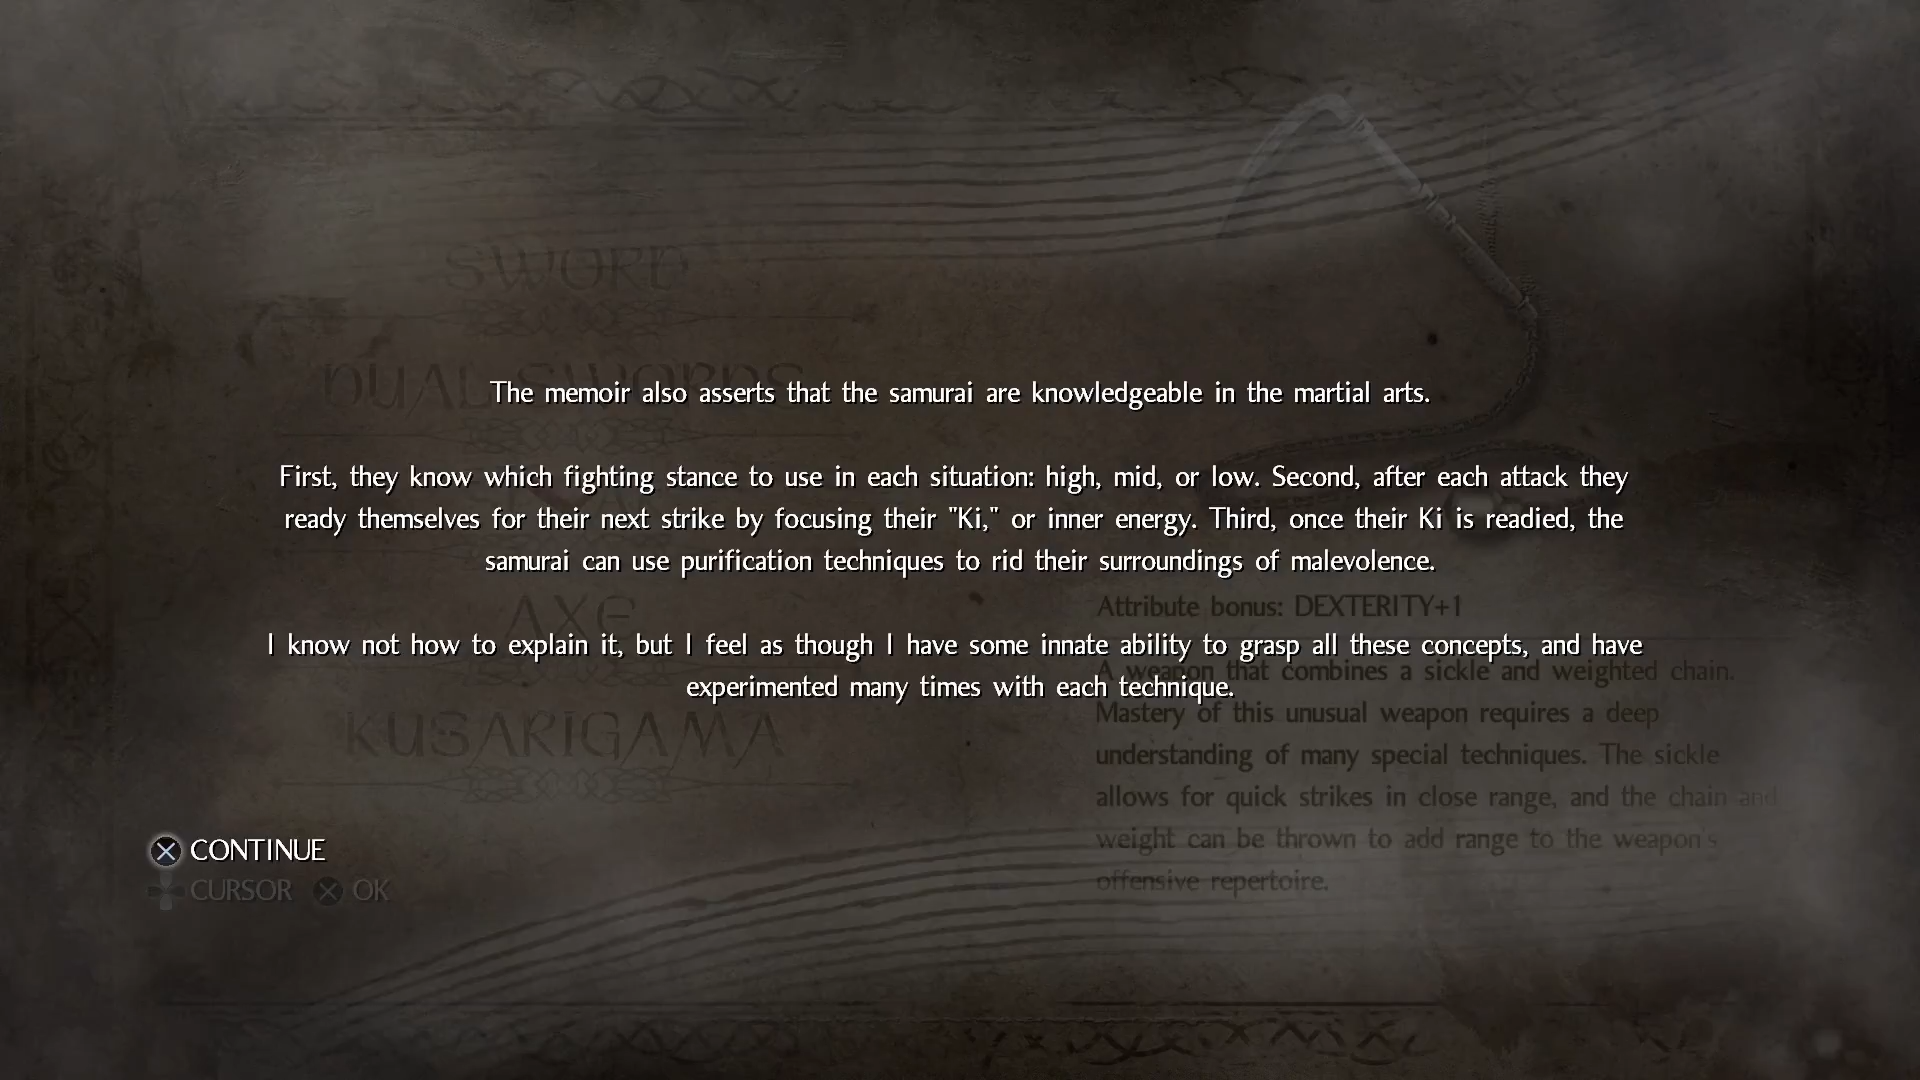 SWORD
DUAL SWORDS
The memoir also asserts that the samurai are knowledgeable in the martial arts.
First, they know which fighting stance to use in each situation: high, mid, or low. Second, after each attack they
ready themselves for their next strike by focusing their "Ki," or inner energy. Third, once their Ki is readied, the
samurai can use purification techniques to rid their surroundings of malevolence.
AXE
Attribute bonus: DEXTERITY+1
I know not how to explain it, but I feel as though I have some innate ability to grasp all these concepts, and have
experimented many times with each technique.
A weapon that combines a sickle and weighted chain.
Mastery of this unusual weapon requires a deep
understanding of many special techniques. The sickle
allows for quick strikes in close range, and the chain and
weight can be thrown to add range to the weapon's
offensive repertoire.
KUSARIGAMA
CONTINUE
CURSOR OK